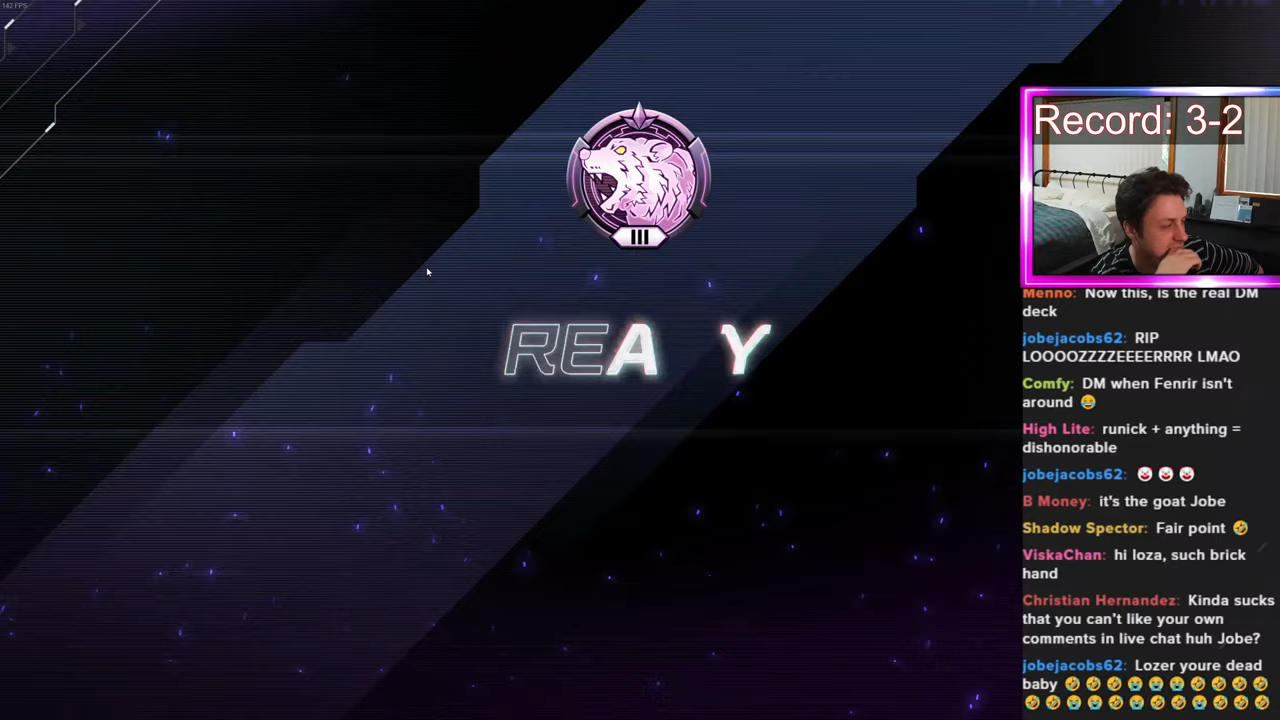 142 FPS
III
REA Y
Record: 3-2
Menno: Now this, is the real DM
deck
jobejacobs62: RIP
LOOOOZZZZEEEERRRR LMAO
Comfy: DM when Fenrir isn't
around 😂
High Lite: runick + anything =
dishonorable
jobejacobs62: 🤡 🤡 🤡
B Money: it's the goat Jobe
Shadow Spector: Fair point 🤣
ViskaChan: hi loza, such brick
hand
Christian Hernandez: Kinda sucks
that you can't like your own
comments in live chat huh Jobe?
jobejacobs62: Lozer youre dead
baby 🤣 🤣 🤣 😭 😭 😭 🤣 🤣 🤣 🤣
🤣 🤣 😭 😭 🤣 😭 🤣 🤣 😭 🤣 🤣 🤣